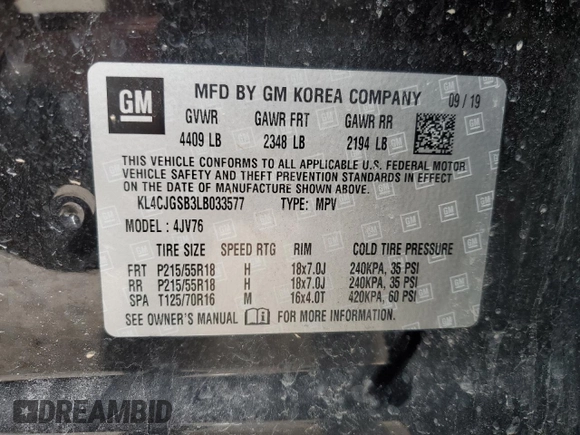 GM
MFD BY GM KOREA COMPANY 09/19
GVWR GAWR FRT GAWR RR
4409 LB 2348 LB 2194 LB
THIS VEHICLE CONFORMS TO ALL APPLICABLE U.S. FEDERAL MOTOR
VEHICLE SAFETY AND THEFT PREVENTION STANDARDS IN EFFECT
ON THE DATE OF MANUFACTURE SHOWN ABOVE.
KL4CJGSB3LB033577 TYPE: MPV
MODEL: 4JV76
TIRE SIZE SPEED RTG RIM COLD TIRE PRESSURE
FRT P215/55R18 H 18x7.0J 240KPA, 35 PSI
RR P215/55R18 H 18x7.0J 240KPA, 35 PSI
SPA T125/70R16 M 16x4.0T 420KPA, 60 PSI
SEE OWNER'S MANUAL FOR MORE INFORMATION.
DREAMBID